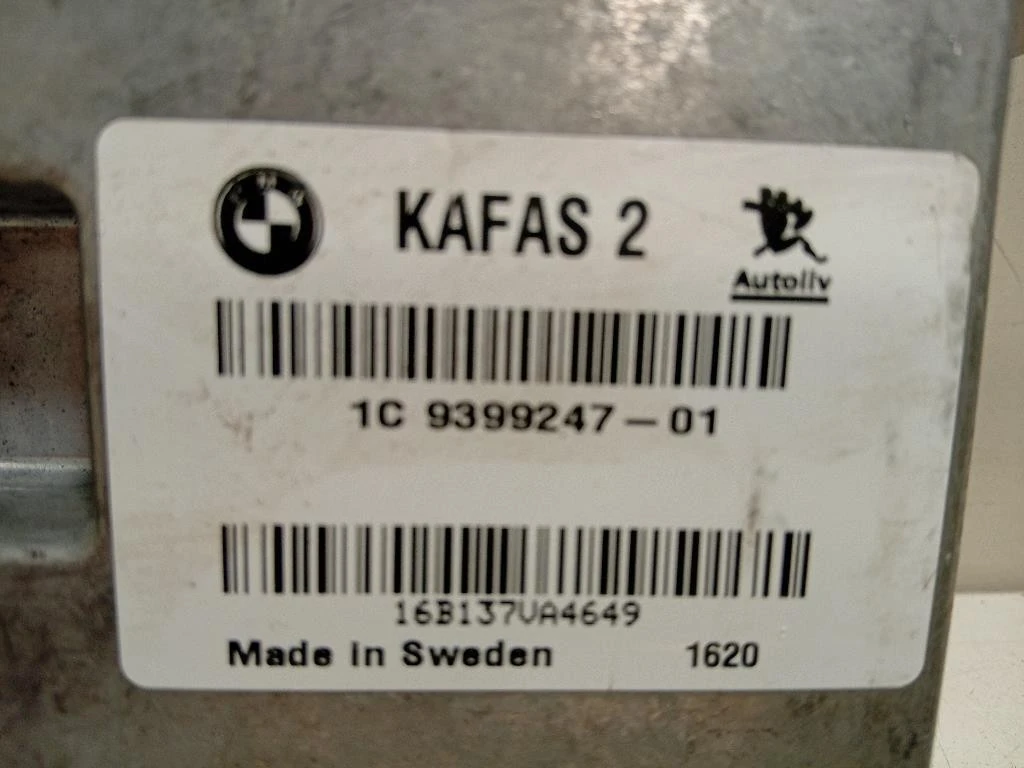 KAFAS 2
Autoliv
1C 9399247-01
16B137VA4649
Made in Sweden 1620